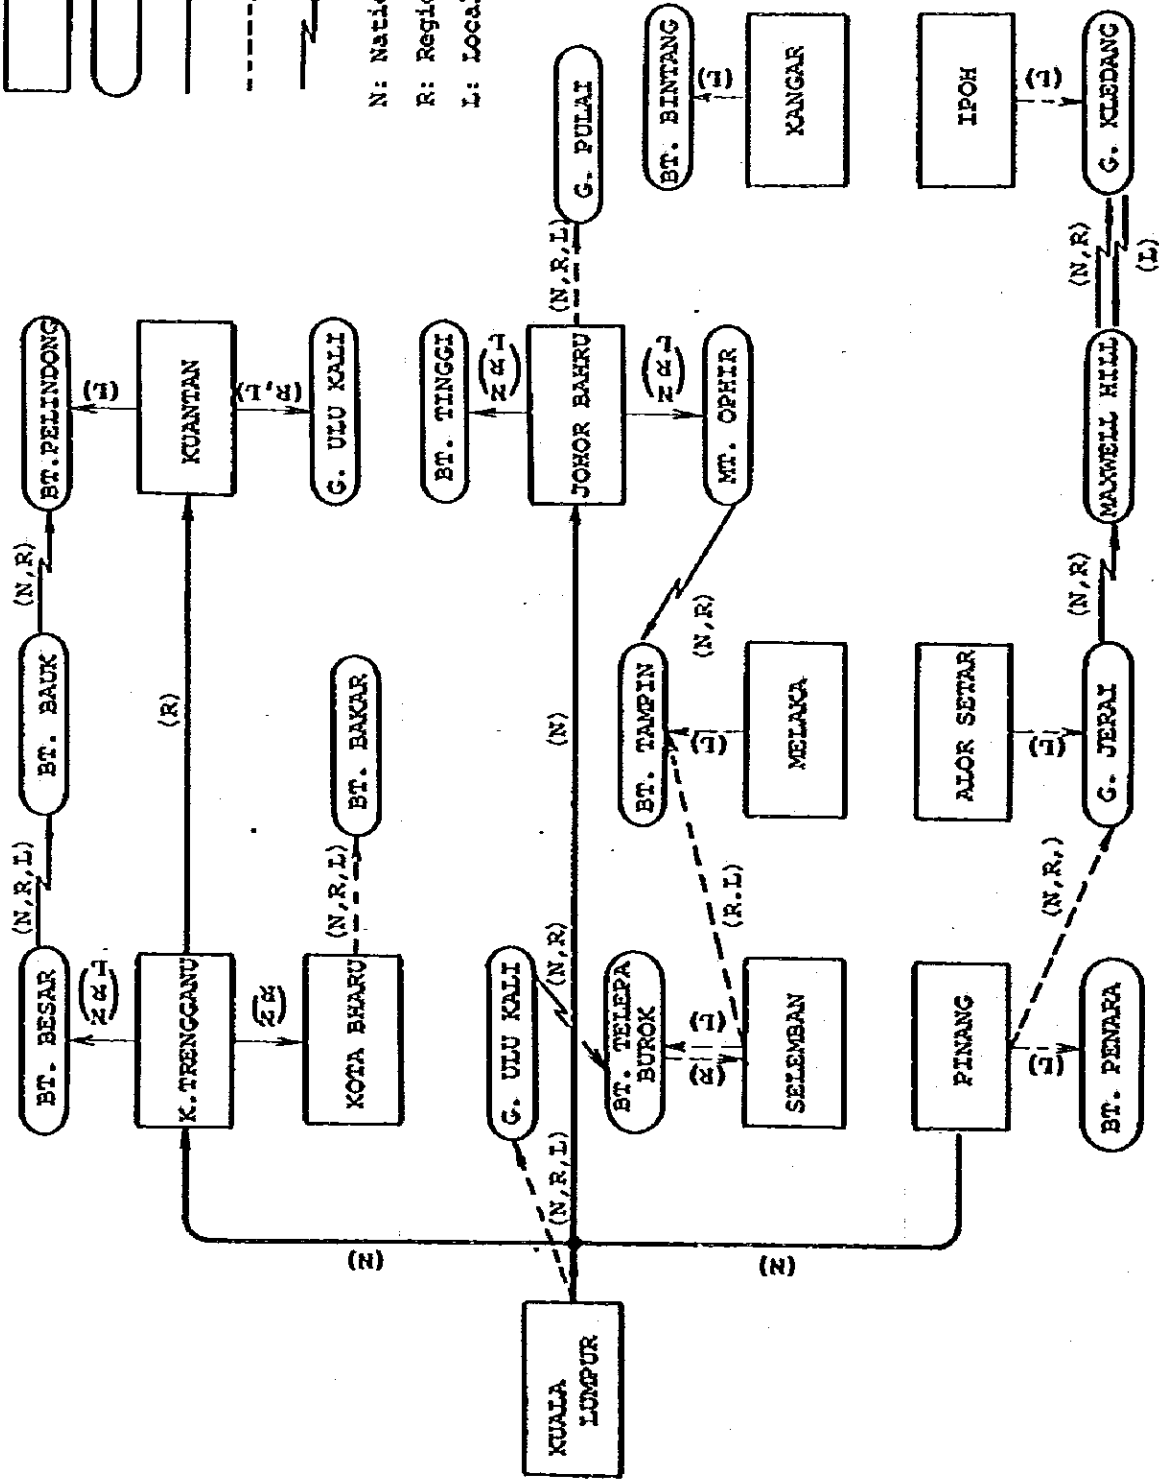 N: Natio
R: Regio
L: Local
BT. BESAR
(N,R,L)
BT. BAUK
(N,R)
BT.PELINDONG
(N R L)
(L)
K.TRENGGANU
(R)
KUANTAN
(N R)
(R,L)
KOTA BHARU
(N,R,L)
BT. BAKAR
G. ULU KALI
(N)
G. ULU KALI
BT. TINGGI
(N,R)
(N R L)
KUALA
LUMPUR
(N,R,L)
(N)
JOHOR BAHRU
(N,R,L)
G. PULAI
(N R L)
BT. TELEPA
BUROK
BT. TAMPIN
(N,R)
MT. OPHIR
BT. BINTANG
(R)
(L)
(R.L)
(L)
(L)
SELEMBAN
MELAKA
KANGAR
(N)
PINANG
ALOR SETAR
IPOH
(L)
(N,R,)
(L)
(L)
BT. PENARA
G. JERAI
(N,R)
MAXWELL HILL
(N,R)
(L)
G. KLEDANG